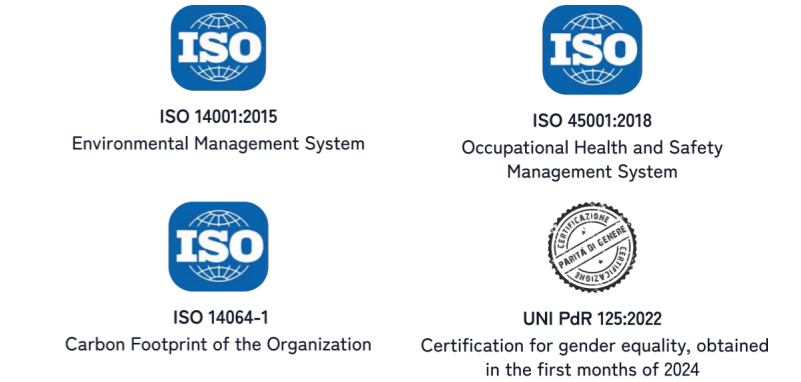 ISO
ISO 14001:2015
Environmental Management System
ISO
ISO 45001:2018
Occupational Health and Safety
Management System
ISO
ISO 14064-1
Carbon Footprint of the Organization
CERTIFICAZIONE
PARITÀ DI GENERE
CERTIFICAZIONE
UNI PdR 125:2022
Certification for gender equality, obtained
in the first months of 2024